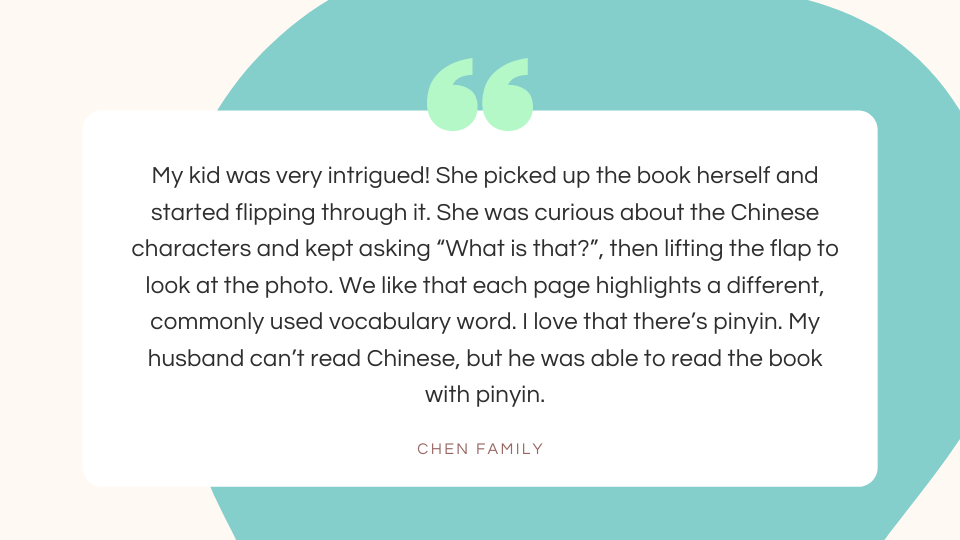 My kid was very intrigued! She picked up the book herself and
started flipping through it. She was curious about the Chinese
characters and kept asking “What is that?”, then lifting the flap to
look at the photo. We like that each page highlights a different,
commonly used vocabulary word. I love that there’s pinyin. My
husband can’t read Chinese, but he was able to read the book
with pinyin.
CHEN FAMILY